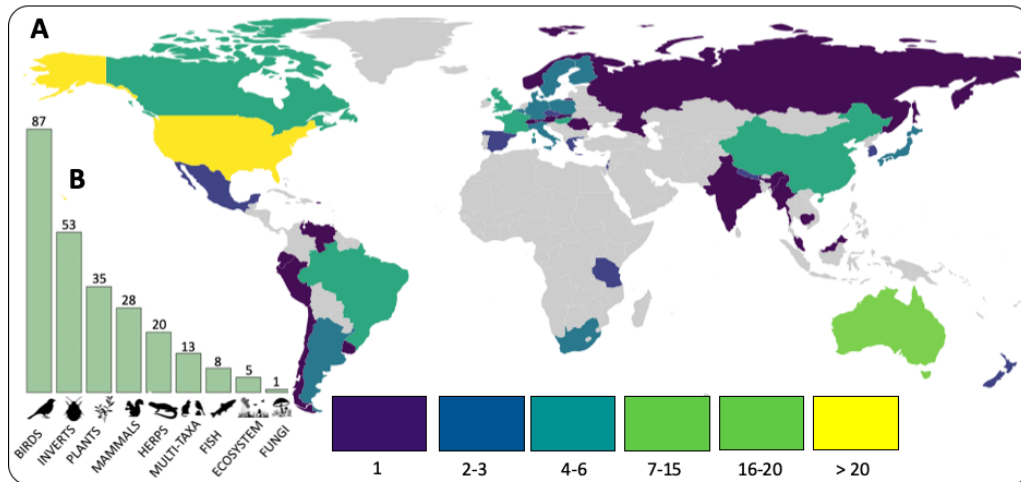 A
B
87
53
35
28
20
13
8
5
1
BIRDS
INVERTS
PLANTS
MAMMALS
HERPS
MULTI-TAXA
FISH
ECOSYSTEM
FUNGI
1
2-3
4-6
7-15
16-20
> 20